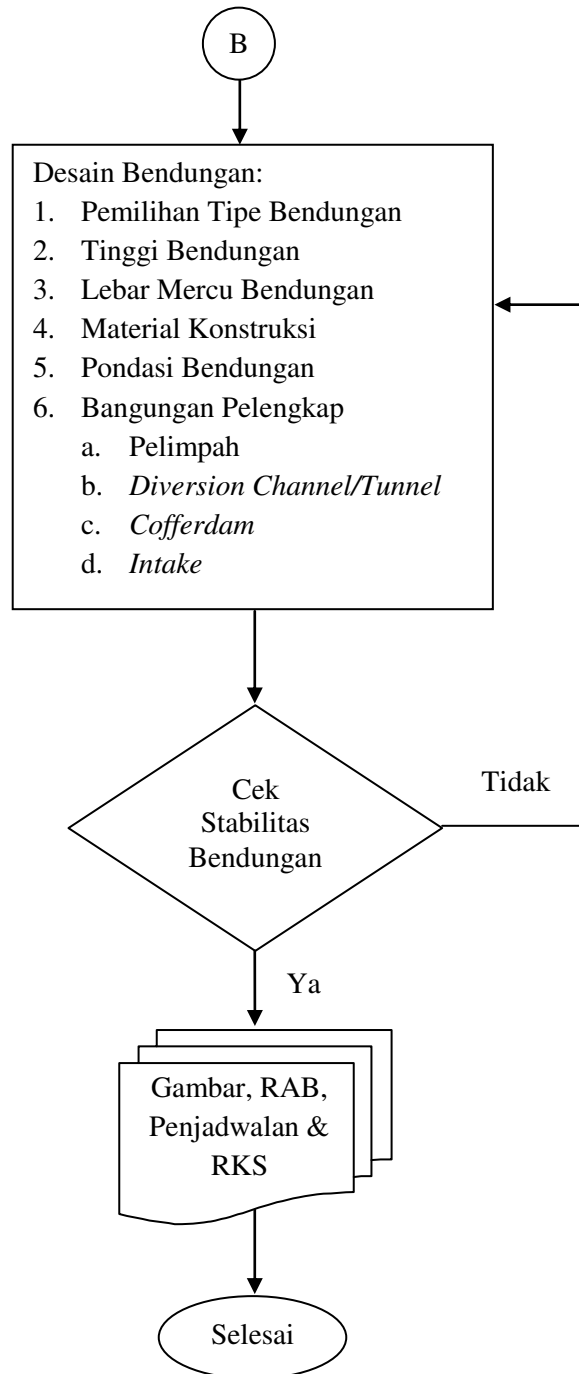 B
Desain Bendungan:
1. Pemilihan Tipe Bendungan
2. Tinggi Bendungan
3. Lebar Mercu Bendungan
4. Material Konstruksi
5. Pondasi Bendungan
6. Bangungan Pelengkap
a. Pelimpah
b. Diversion Channel/Tunnel
c. Cofferdam
d. Intake
Cek
Stabilitas
Bendungan
Tidak
Ya
Gambar, RAB,
Penjadwalan &
RKS
Selesai